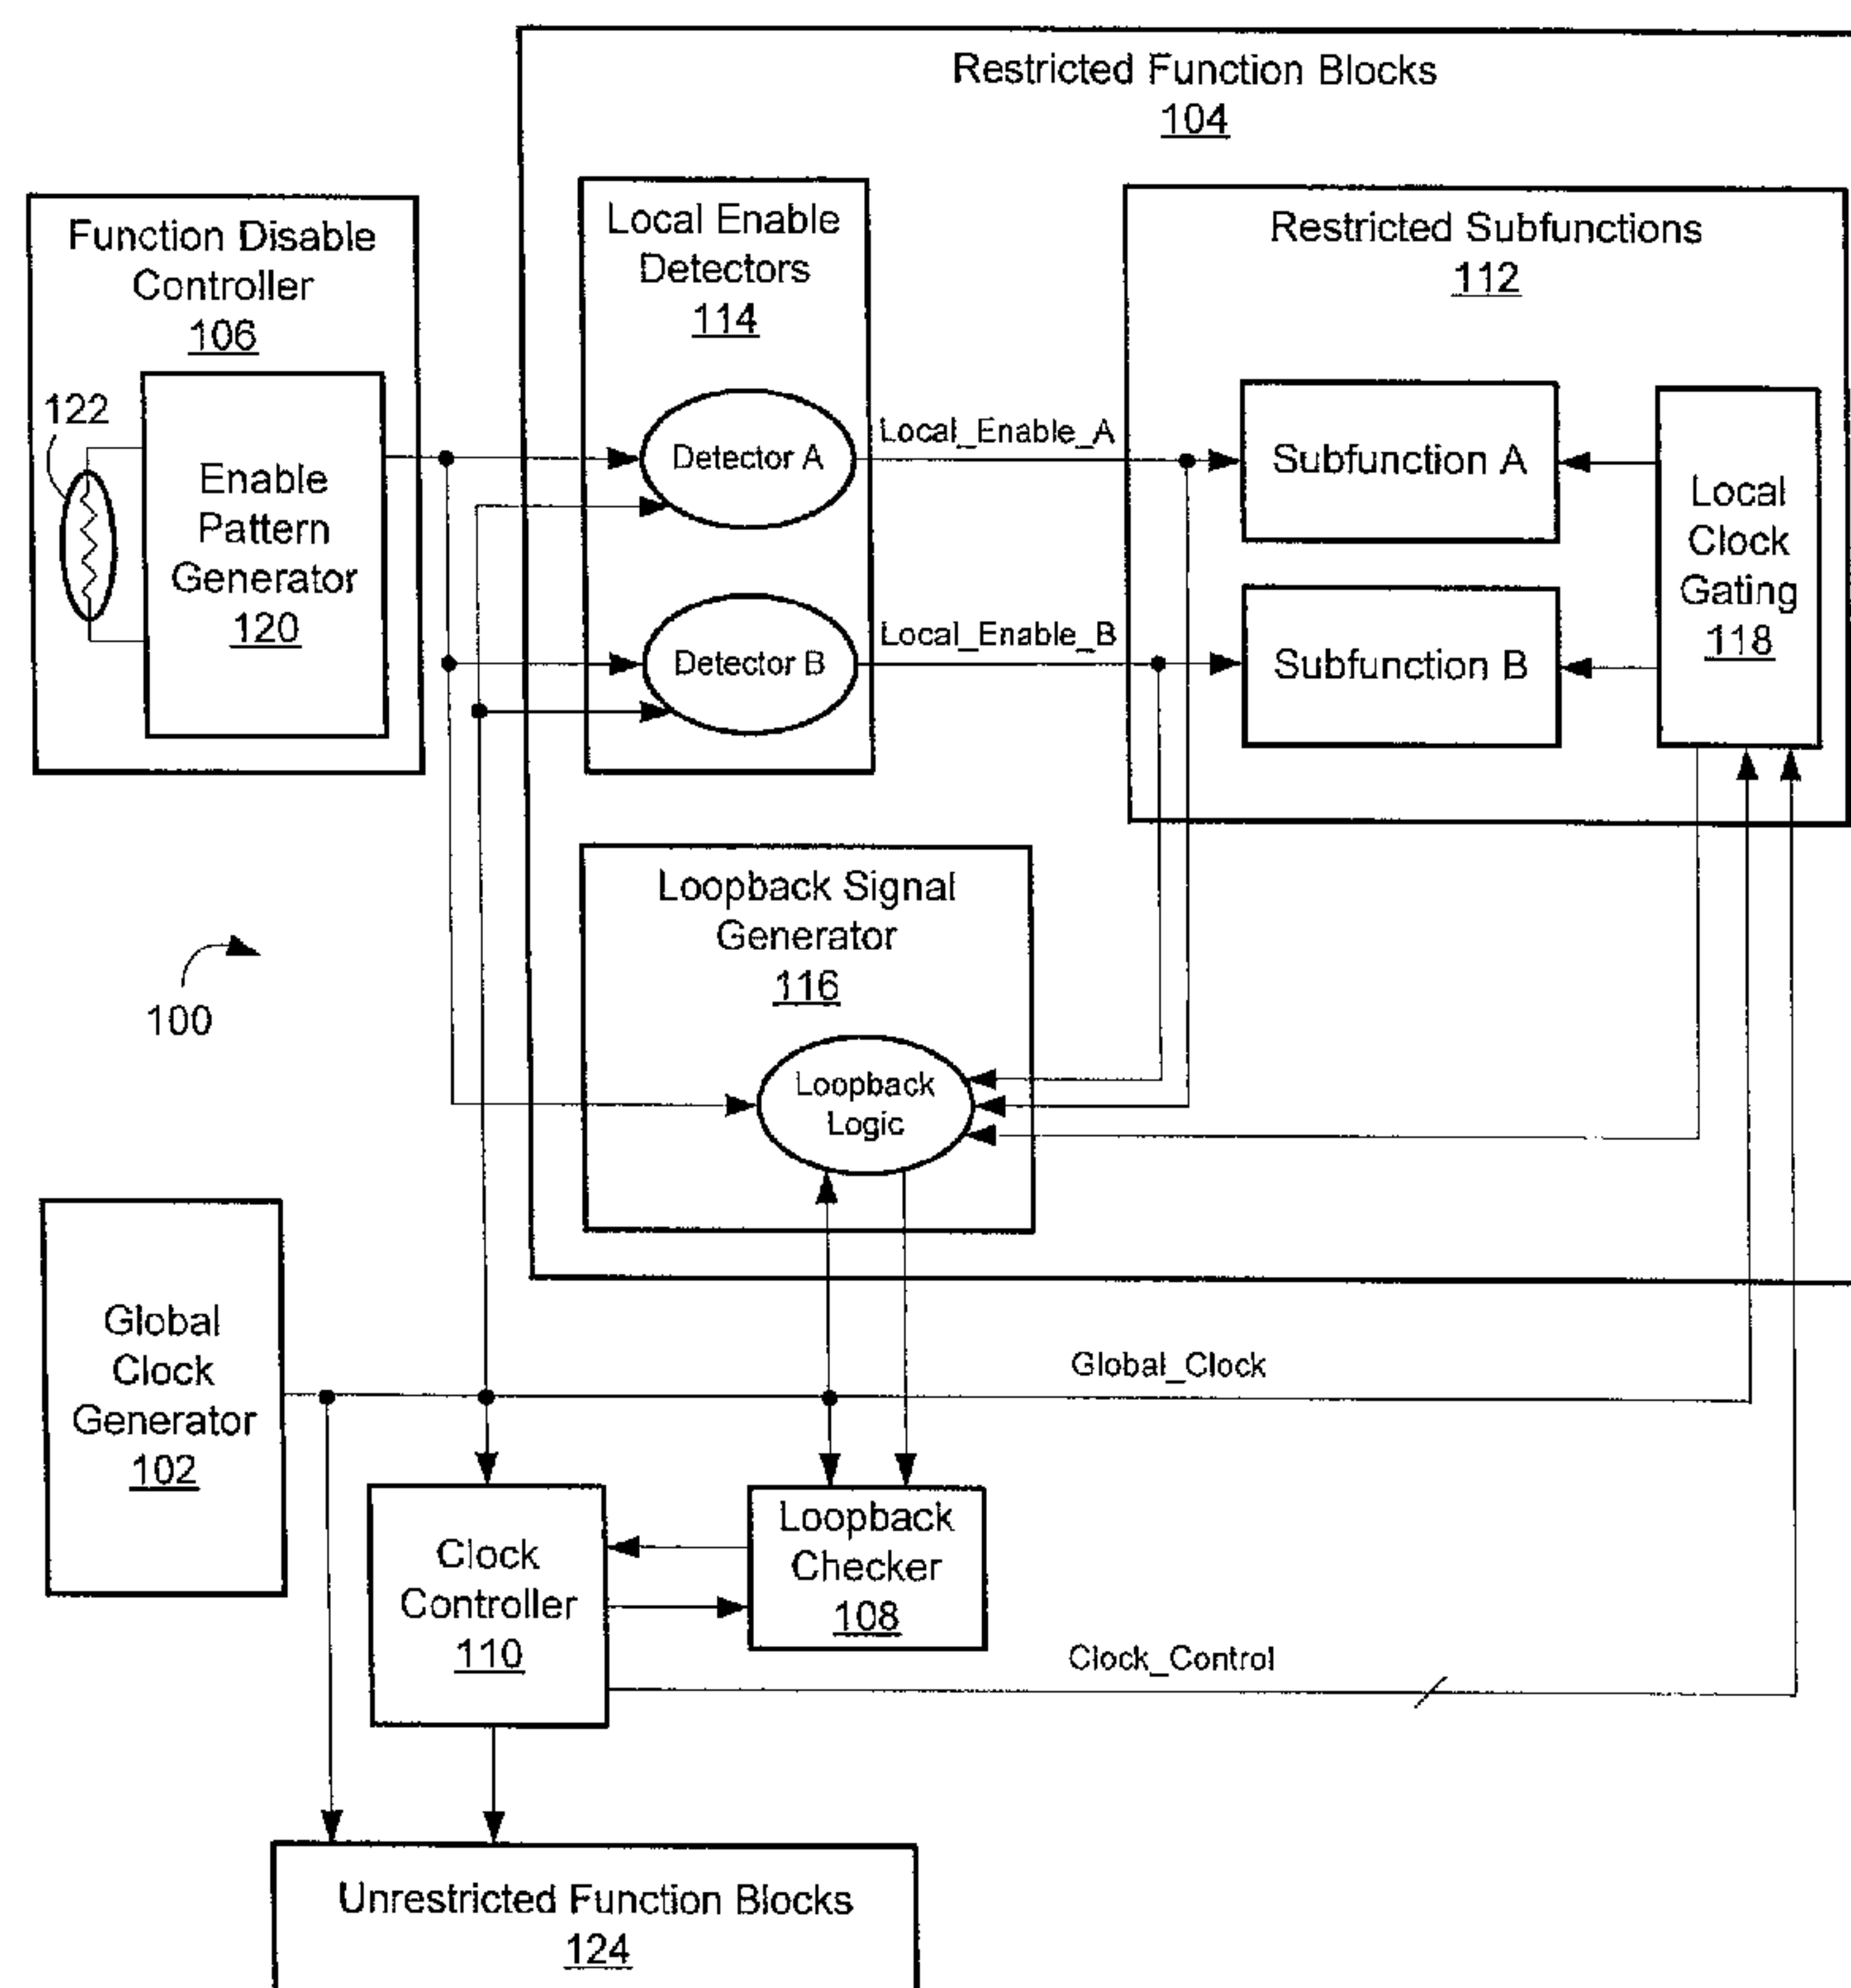 Restricted Function Blocks
104
Function Disable
Controller
106
122
Enable
Pattern
Generator
120
Local Enable
Detectors
114
Detector A
Detector B
Local_Enable_A
Local_Enable_B
Restricted Subfunctions
112
Subfunction A
Subfunction B
Local
Clock
Gating
118
Loopback Signal
Generator
116
Loopback
Logic
100
Global
Clock
Generator
102
Global_Clock
Clock
Controller
110
Loopback
Checker
108
Clock_Control
Unrestricted Function Blocks
124